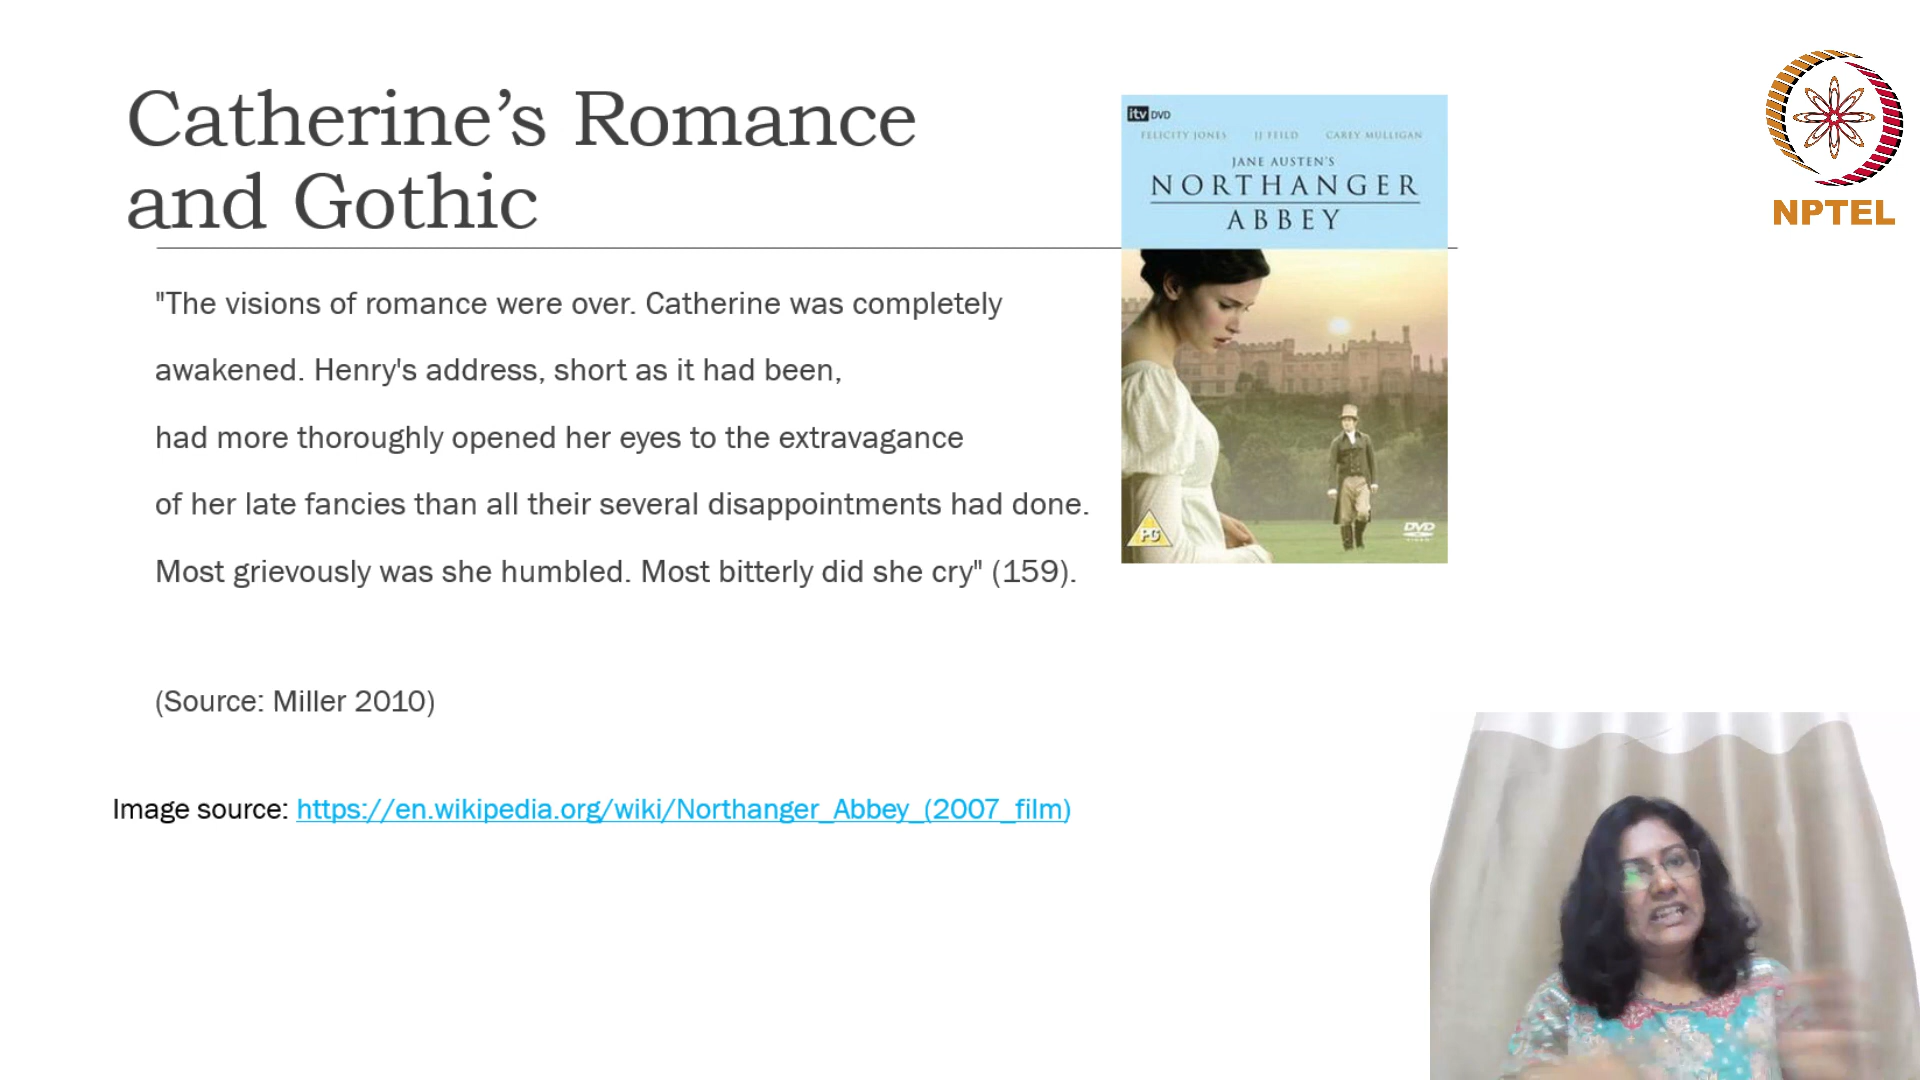 Catherine’s Romance
and Gothic
"The visions of romance were over. Catherine was completely
awakened. Henry's address, short as it had been,
had more thoroughly opened her eyes to the extravagance
of her late fancies than all their several disappointments had done.
Most grievously was she humbled. Most bitterly did she cry" (159).
(Source: Miller 2010)
Image source: https://en.wikipedia.org/wiki/Northanger_Abbey_(2007_film)
itv DVD
FELICITY JONES JJ FEILD CAREY MULLIGAN
JANE AUSTEN'S
NORTHANGER
ABBEY
PG
DVD
VIDEO
NPTEL